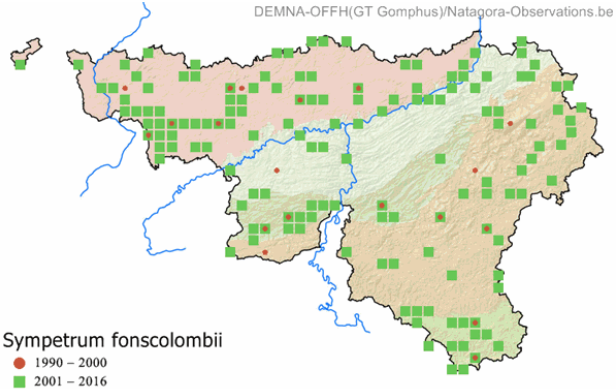 DEMNA-OFFH(GT Gomphus)/Natagora-Observations.be
Sympetrum fonscolombii
1990 – 2000
2001 – 2016